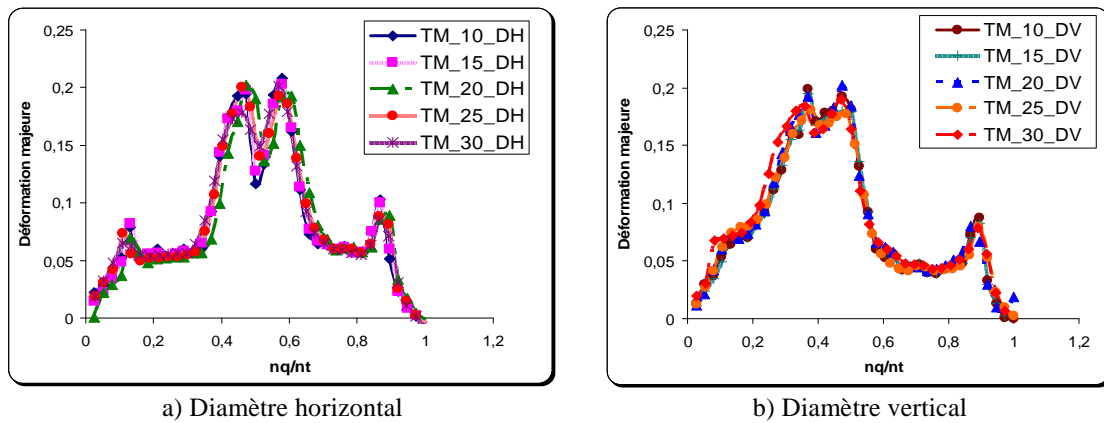 0,25
0,2
0,15
0,1
0,05
0
Déformation majeure
0 0,2 0,4 0,6 0,8 1 1,2
nq/nt
TM_10_DH
TM_15_DH
TM_20_DH
TM_25_DH
TM_30_DH
a) Diamètre horizontal
0,25
0,2
0,15
0,1
0,05
0
Déformation majeure
0 0,2 0,4 0,6 0,8 1 1,2
nq/nt
TM_10_DV
TM_15_DV
TM_20_DV
TM_25_DV
TM_30_DV
b) Diamètre vertical